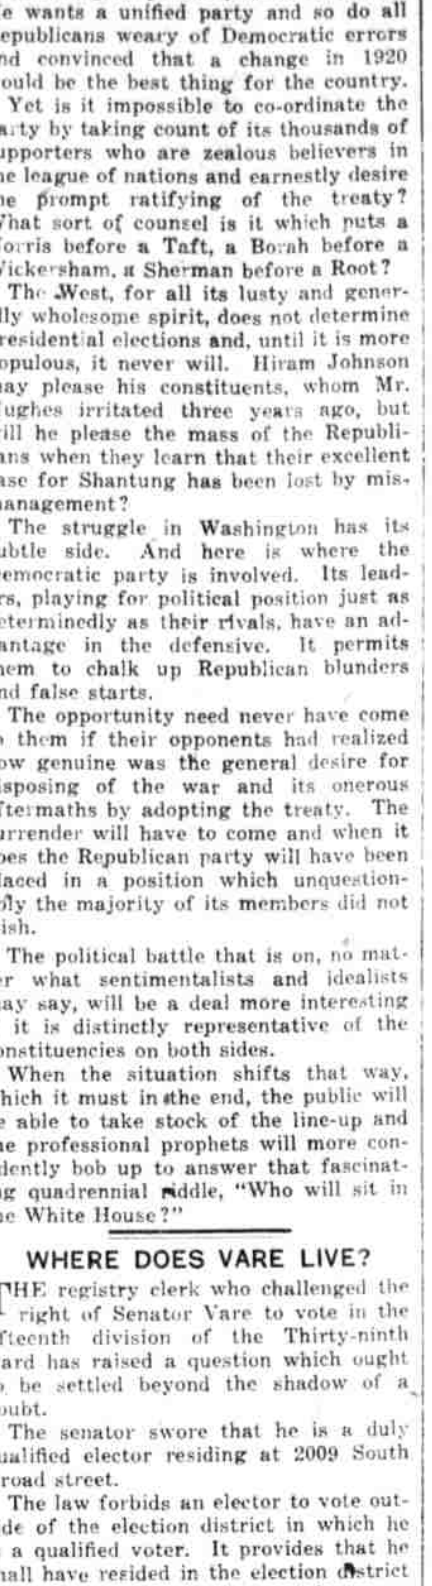 e wants a unified party and so do all
epublicans weary of Democratic errors
nd convinced that a change in 1920
ould be the best thing for the country.
Yet is it impossible to co-ordinate the
arty by taking count of its thousands of
upporters who are zealous believers in
he league of nations and earnestly desire
he prompt ratifying of the treaty?
What sort of counsel is it which puts a
orris before a Taft, a Borah before a
Vickersham, a Sherman before a Root?
The West, for all its lusty and gener-
lly wholesome spirit, does not determine
residential elections and, until it is more
opulous, it never will. Hiram Johnson
ay please his constituents, whom Mr.
ughes irritated three years ago, but
ill he please the mass of the Republi-
ans when they learn that their excellent
ase for Shantung has been lost by mis-
anagement?
The struggle in Washington has its
ubtle side. And here is where the
emocratic party is involved. Its lead-
rs, playing for political position just as
eterminedly as their rivals, have an ad-
antage in the defensive. It permits
hem to chalk up Republican blunders
nd false starts.
The opportunity need never have come
o them if their opponents had realized
ow genuine was the general desire for
isposing of the war and its onerous
ftermaths by adopting the treaty. The
urrender will have to come and when it
oes the Republican party will have been
laced in a position which unquestion-
bly the majority of its members did not
ish.
The political battle that is on, no mat-
er what sentimentalists and idealists
ay say, will be a deal more interesting
it is distinctly representative of the
onstituencies on both sides.
When the situation shifts that way,
hich it must in the end, the public will
e able to take stock of the line-up and
he professional prophets will more con-
dently bob up to answer that fascinat-
ng quadrennial riddle, "Who will sit in
he White House?"
WHERE DOES VARE LIVE?
THE registry clerk who challenged the
right of Senator Vare to vote in the
fteenth division of the Thirty-ninth
ard has raised a question which ought
o be settled beyond the shadow of a
oubt.
The senator swore that he is a duly
ualified elector residing at 2009 South
road street.
The law forbids an elector to vote out-
de of the election district in which he
a qualified voter. It provides that he
hall have resided in the election district